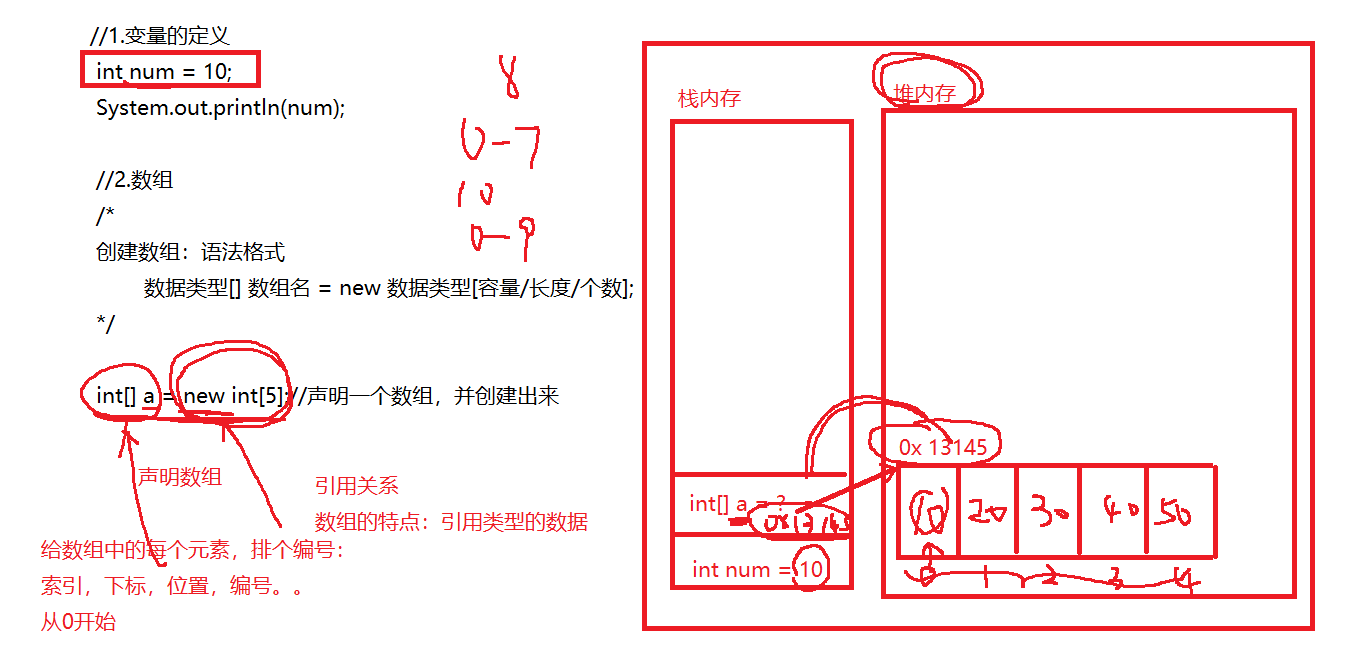 //1.变量的定义
int num = 10;
System.out.println(num);
//2.数组
/*
创建数组：语法格式
数据类型[] 数组名 = new 数据类型[容量/长度/个数];
*/
int[] a = new int[5];//声明一个数组，并创建出来
声明数组
引用关系
数组的特点：引用类型的数据
给数组中的每个元素，排个编号：
索引，下标，位置，编号。。
从0开始
8
0-7
10
0-9
栈内存
堆内存
0x 13145
int[] a = ?
0x13145
int num = 10
10 20 30 40 50
0 1 2 3 4